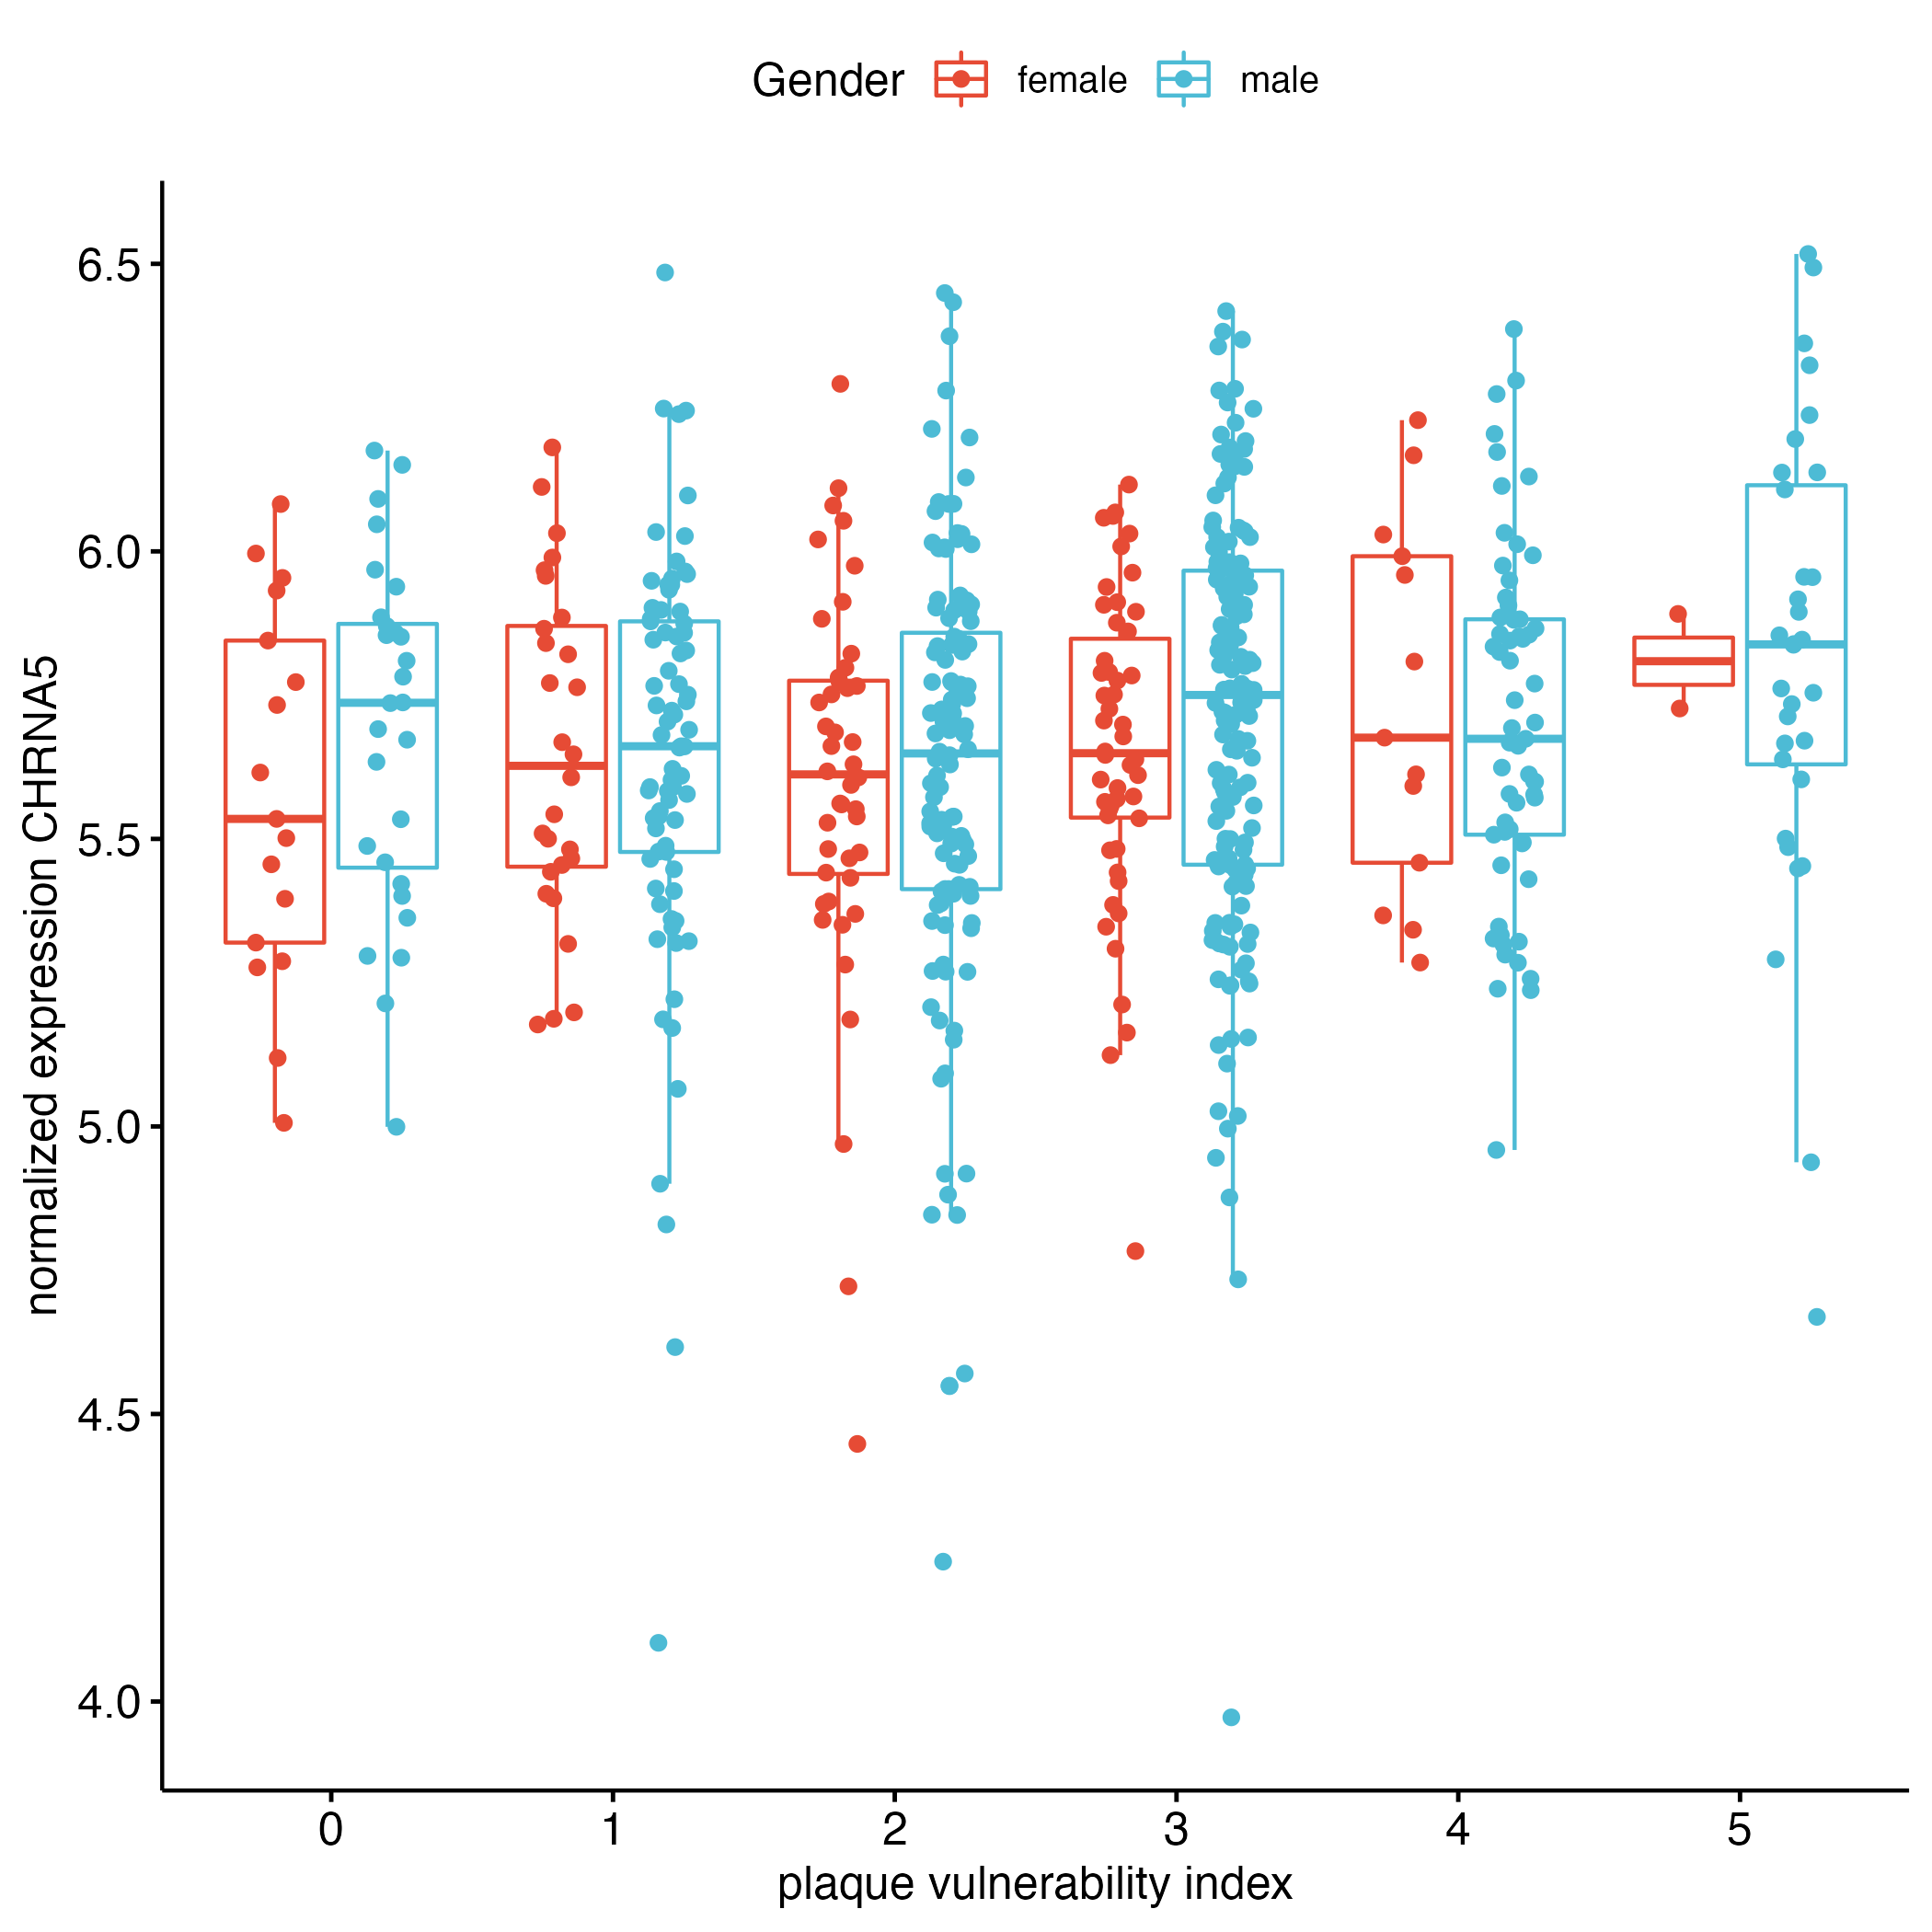 Gender female male
normalized expression CHRNA5
6.5
6.0
5.5
5.0
4.5
4.0
0 1 2 3 4 5
plaque vulnerability index